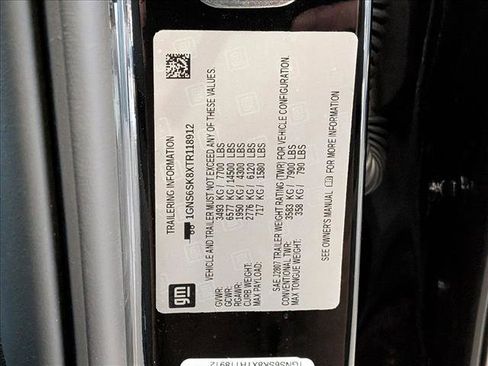 TRAILERING INFORMATION
1GNS6SK8XTR118912
VEHICLE AND TRAILER MUST NOT EXCEED ANY OF THESE VALUES.
GVWR: 3493 KG / 7700 LBS
GCWR: 6577 KG / 14500 LBS
RGAWR: 1950 KG / 4300 LBS
CURB WEIGHT: 2776 KG / 6120 LBS
MAX PAYLOAD: 717 KG / 1580 LBS
SAE J2807 TRAILER WEIGHT RATING (TWR) FOR VEHICLE CONFIGURATION.
CONVENTIONAL TWR: 3583 KG / 7900 LBS
MAX TONGUE WEIGHT: 358 KG / 790 LBS
SEE OWNER'S MANUAL FOR MORE INFORMATION
gm
1GNS6SK8XTR118912